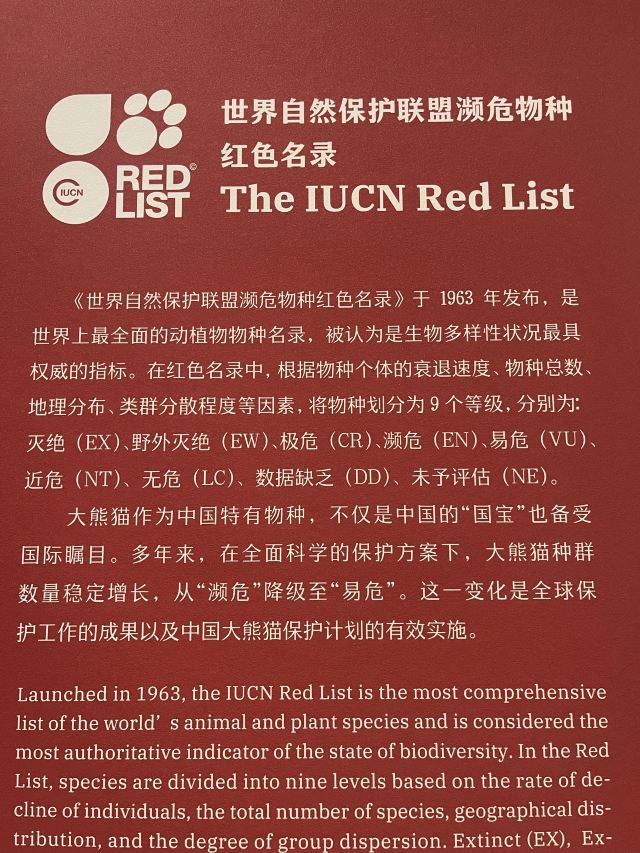 世界自然保护联盟濒危物种
红色名录
The IUCN Red List
IUCN
RED
LIST
©
《世界自然保护联盟濒危物种红色名录》于 1963 年发布，是
世界上最全面的动植物物种名录，被认为是生物多样性状况最具
权威的指标。在红色名录中，根据物种个体的衰退速度、物种总数、
地理分布、类群分散程度等因素，将物种划分为 9 个等级，分别为：
灭绝（EX）、野外灭绝（EW）、极危（CR）、濒危（EN）、易危（VU）、
近危（NT）、无危（LC）、数据缺乏（DD）、未予评估（NE）。
大熊猫作为中国特有物种，不仅是中国的“国宝”也备受
国际瞩目。多年来，在全面科学的保护方案下，大熊猫种群
数量稳定增长，从“濒危”降级至“易危”。这一变化是全球保
护工作的成果以及中国大熊猫保护计划的有效实施。
Launched in 1963, the IUCN Red List is the most comprehensive
list of the world’ s animal and plant species and is considered the
most authoritative indicator of the state of biodiversity. In the Red
List, species are divided into nine levels based on the rate of de-
cline of individuals, the total number of species, geographical dis-
tribution, and the degree of group dispersion. Extinct (EX), Ex-